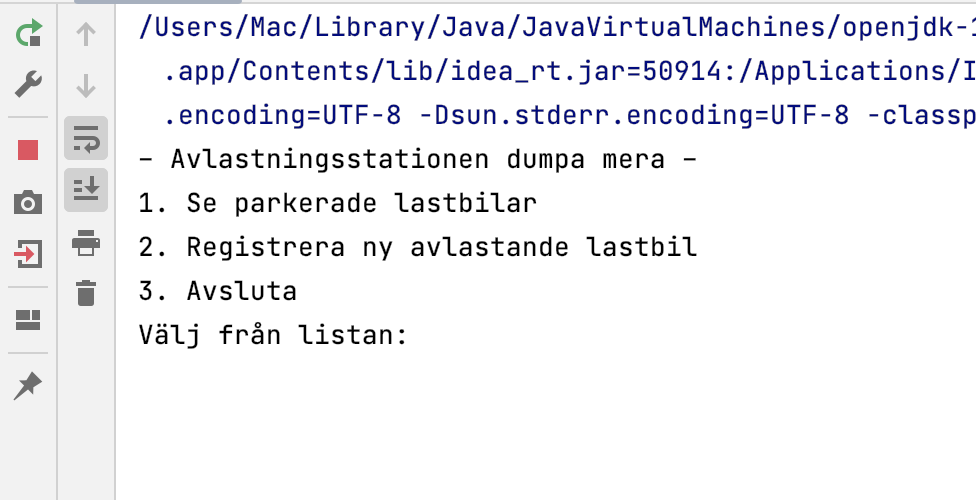 /Users/Mac/Library/Java/JavaVirtualMachines/openjdk-1
.app/Contents/lib/idea_rt.jar=50914:/Applications/I
.encoding=UTF-8 -Dsun.stderr.encoding=UTF-8 -classp
- Avlastningsstationen dumpa mera -
1. Se parkerade lastbilar
2. Registrera ny avlastande lastbil
3. Avsluta
Välj från listan: